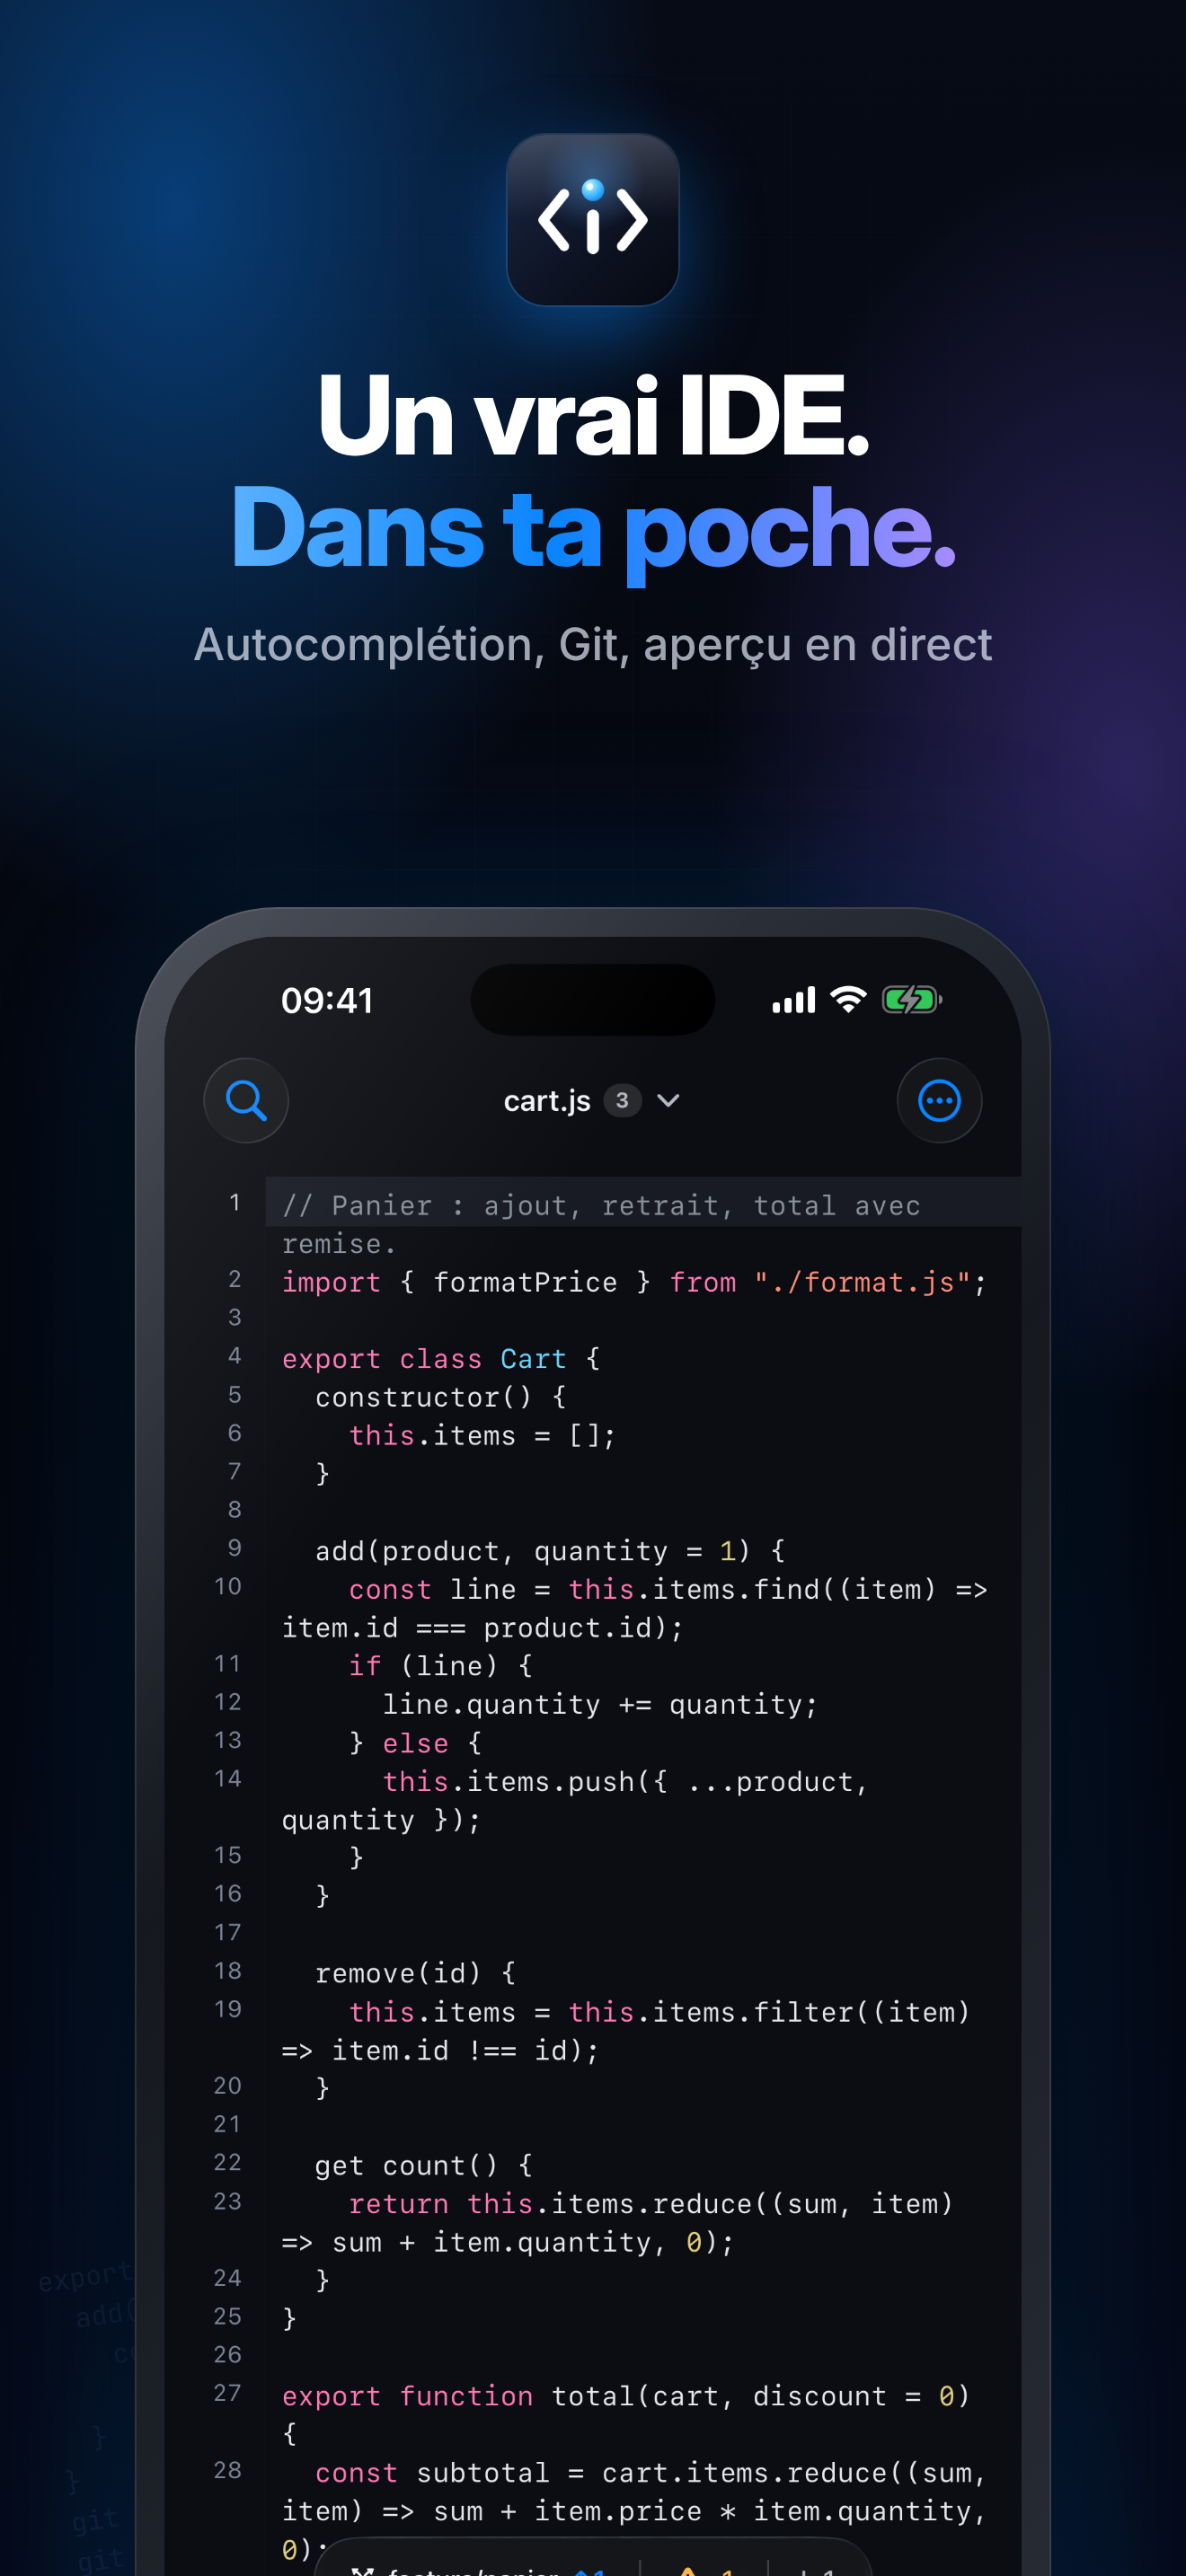 <i>
Un vrai IDE.
Dans ta poche.
Autocomplétion, Git, aperçu en direct
09:41
cart.js 3
1 // Panier : ajout, retrait, total avec
remise.
2 import { formatPrice } from "./format.js";
3
4 export class Cart {
5   constructor() {
6     this.items = [];
7   }
8
9   add(product, quantity = 1) {
10     const line = this.items.find((item) =>
item.id === product.id);
11     if (line) {
12       line.quantity += quantity;
13     } else {
14       this.items.push({ ...product,
quantity });
15     }
16   }
17
18   remove(id) {
19     this.items = this.items.filter((item)
=> item.id !== id);
20   }
21
22   get count() {
23     return this.items.reduce((sum, item)
=> sum + item.quantity, 0);
24   }
25 }
26
27 export function total(cart, discount = 0)
{
28   const subtotal = cart.items.reduce((sum,
item) => sum + item.price * item.quantity,
0);
export
add(
}
}
git
git